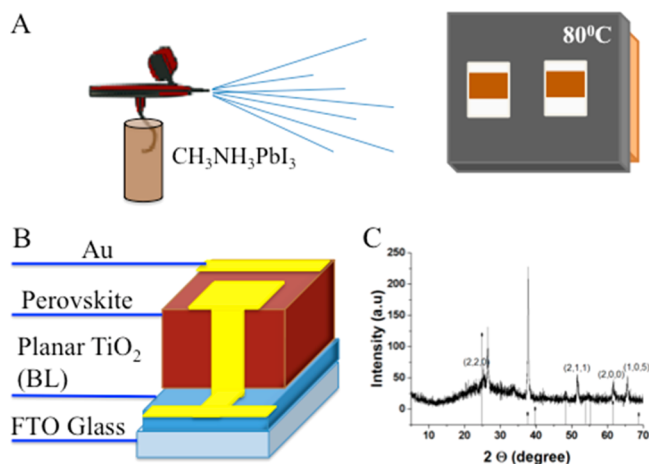 A
80⁰C
CH₃NH₃PbI₃
B
Au
Perovskite
Planar TiO₂
(BL)
FTO Glass
C
250
200
150
100
50
0
Intensity (a.u)
(2,2,0)
(2,1,1)
(2,0,0)
(1,0,5)
10 20 30 40 50 60 70
2 Θ (degree)